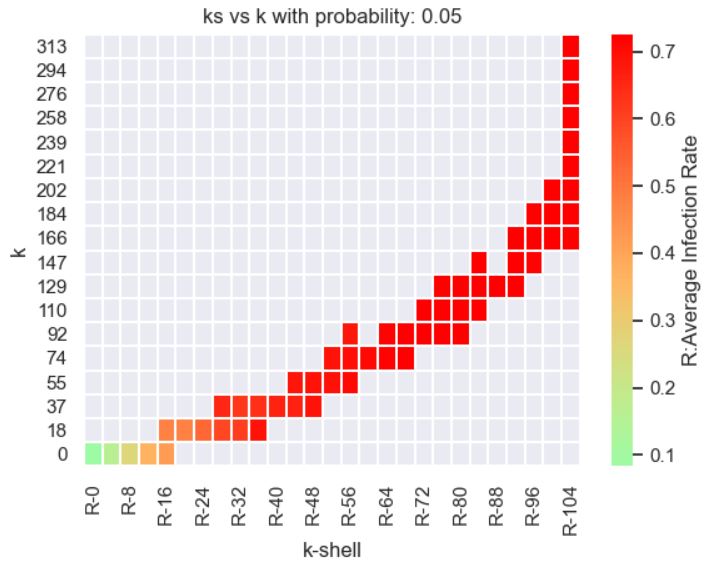 ks vs k with probability: 0.05
313
294
276
258
239
221
202
184
166
147
129
110
92
74
55
37
18
0
k
R-0
R-8
R-16
R-24
R-32
R-40
R-48
R-56
R-64
R-72
R-80
R-88
R-96
R-104
k-shell
0.7
0.6
0.5
0.4
0.3
0.2
0.1
R:Average Infection Rate